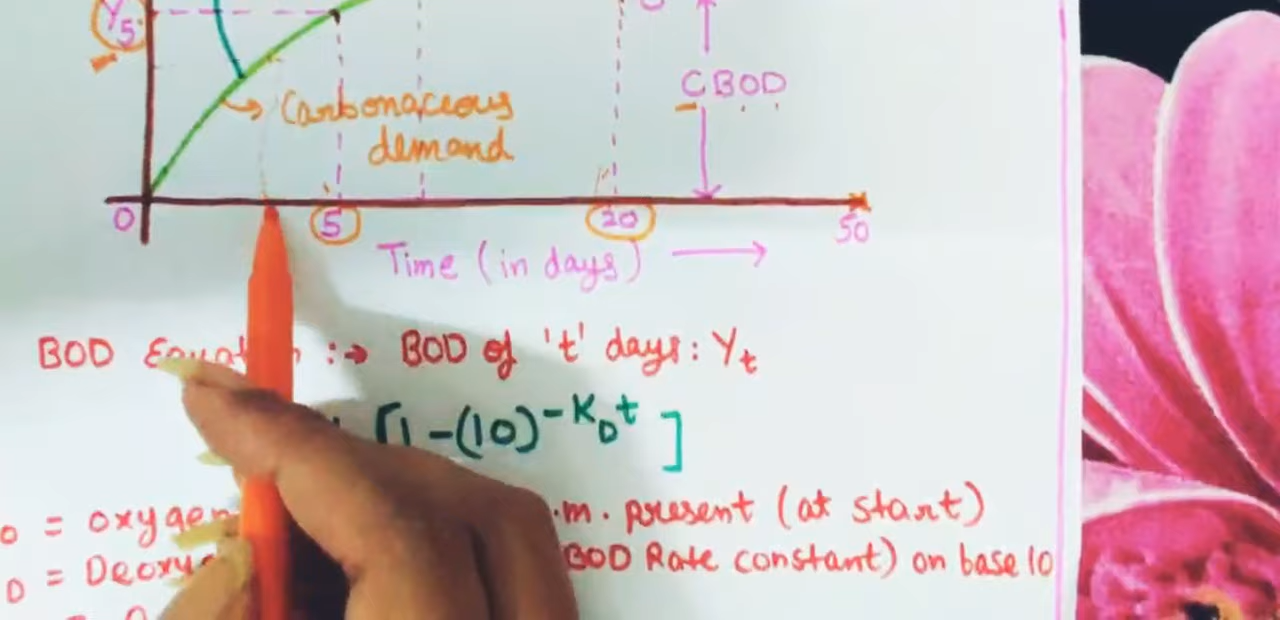 Y5
CBOD
Carbonaceous
demand
0 5 20 50
Time (in days)
BOD :→ BOD of 't' days: Yt
[1-(10)^-KDt]
= oxygen .m. present (at start)
D = BOD Rate constant) on base 10